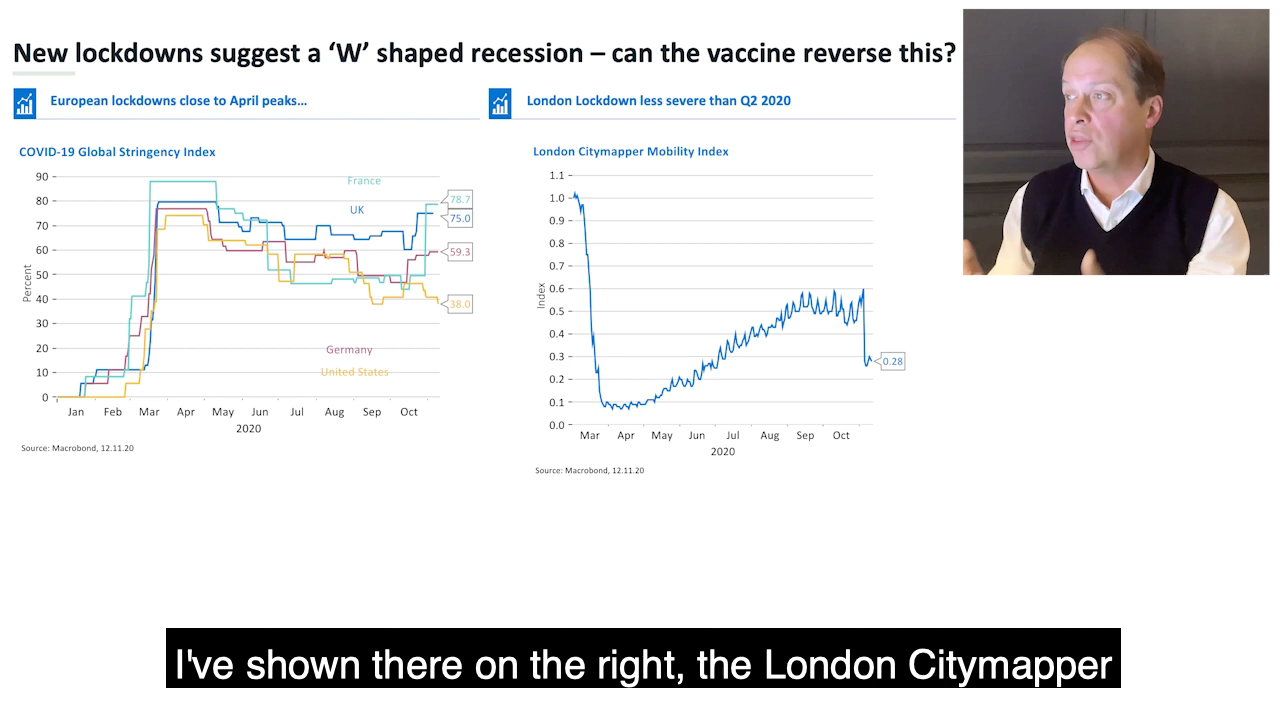 New lockdowns suggest a ‘W’ shaped recession – can the vaccine reverse this?
European lockdowns close to April peaks…
London Lockdown less severe than Q2 2020
COVID-19 Global Stringency Index
90
80
70
60
50
40
30
20
10
0
Percent
France
UK
Germany
United States
78.7
75.0
59.3
38.0
Jan Feb Mar Apr May Jun Jul Aug Sep Oct
2020
Source: Macrobond, 12.11.20
London Citymapper Mobility Index
1.1
1.0
0.9
0.8
0.7
0.6
0.5
0.4
0.3
0.2
0.1
0.0
Index
0.28
Mar Apr May Jun Jul Aug Sep Oct
2020
Source: Macrobond, 12.11.20
I've shown there on the right, the London Citymapper